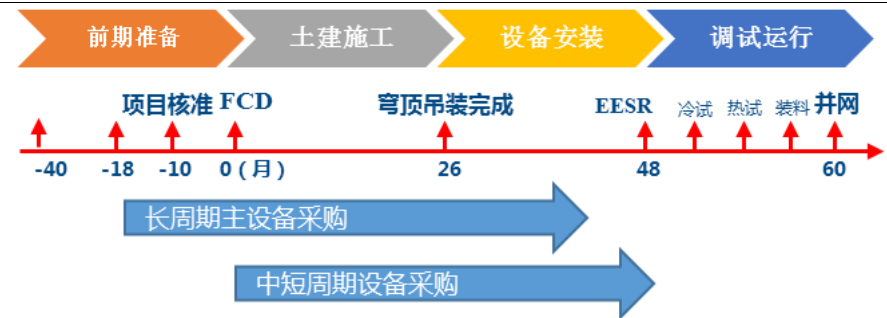 前期准备 土建施工 设备安装 调试运行
项目核准 FCD 穹顶吊装完成 EESR 冷试 热试 装料 并网
-40 -18 -10 0(月) 26 48 60
长周期主设备采购
中短周期设备采购